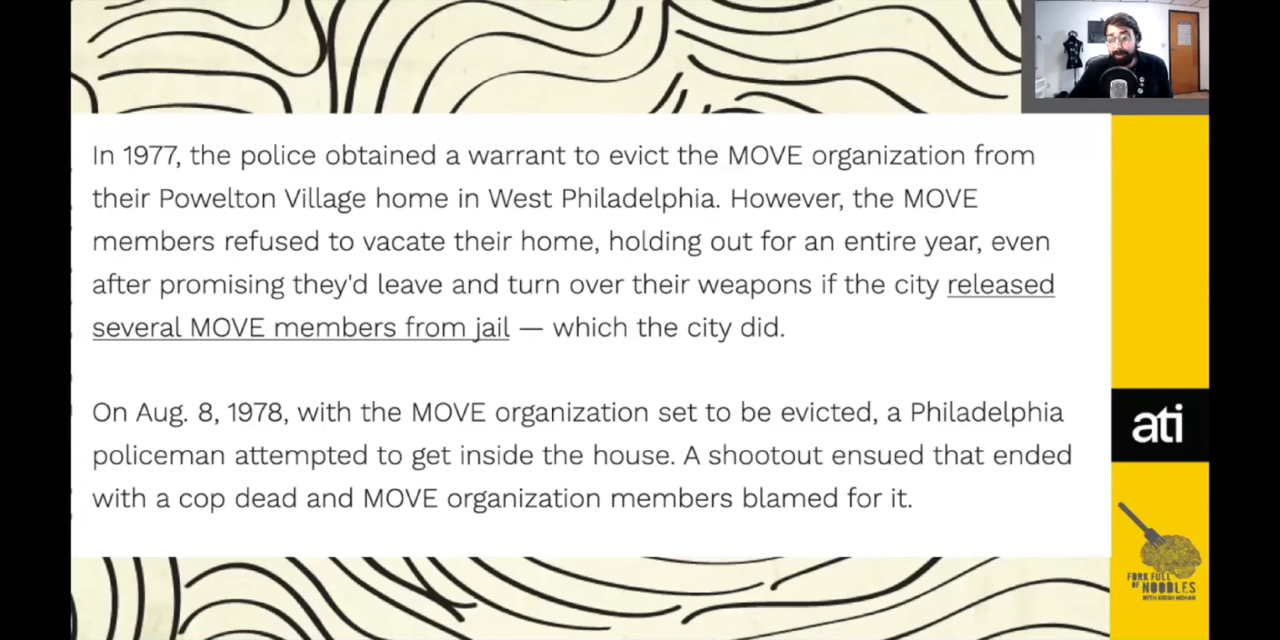 In 1977, the police obtained a warrant to evict the MOVE organization from
their Powelton Village home in West Philadelphia. However, the MOVE
members refused to vacate their home, holding out for an entire year, even
after promising they'd leave and turn over their weapons if the city released
several MOVE members from jail — which the city did.
On Aug. 8, 1978, with the MOVE organization set to be evicted, a Philadelphia
policeman attempted to get inside the house. A shootout ensued that ended
with a cop dead and MOVE organization members blamed for it.
ati
FORK FULL
OF NOODLES
WITH KRISH MOHAN